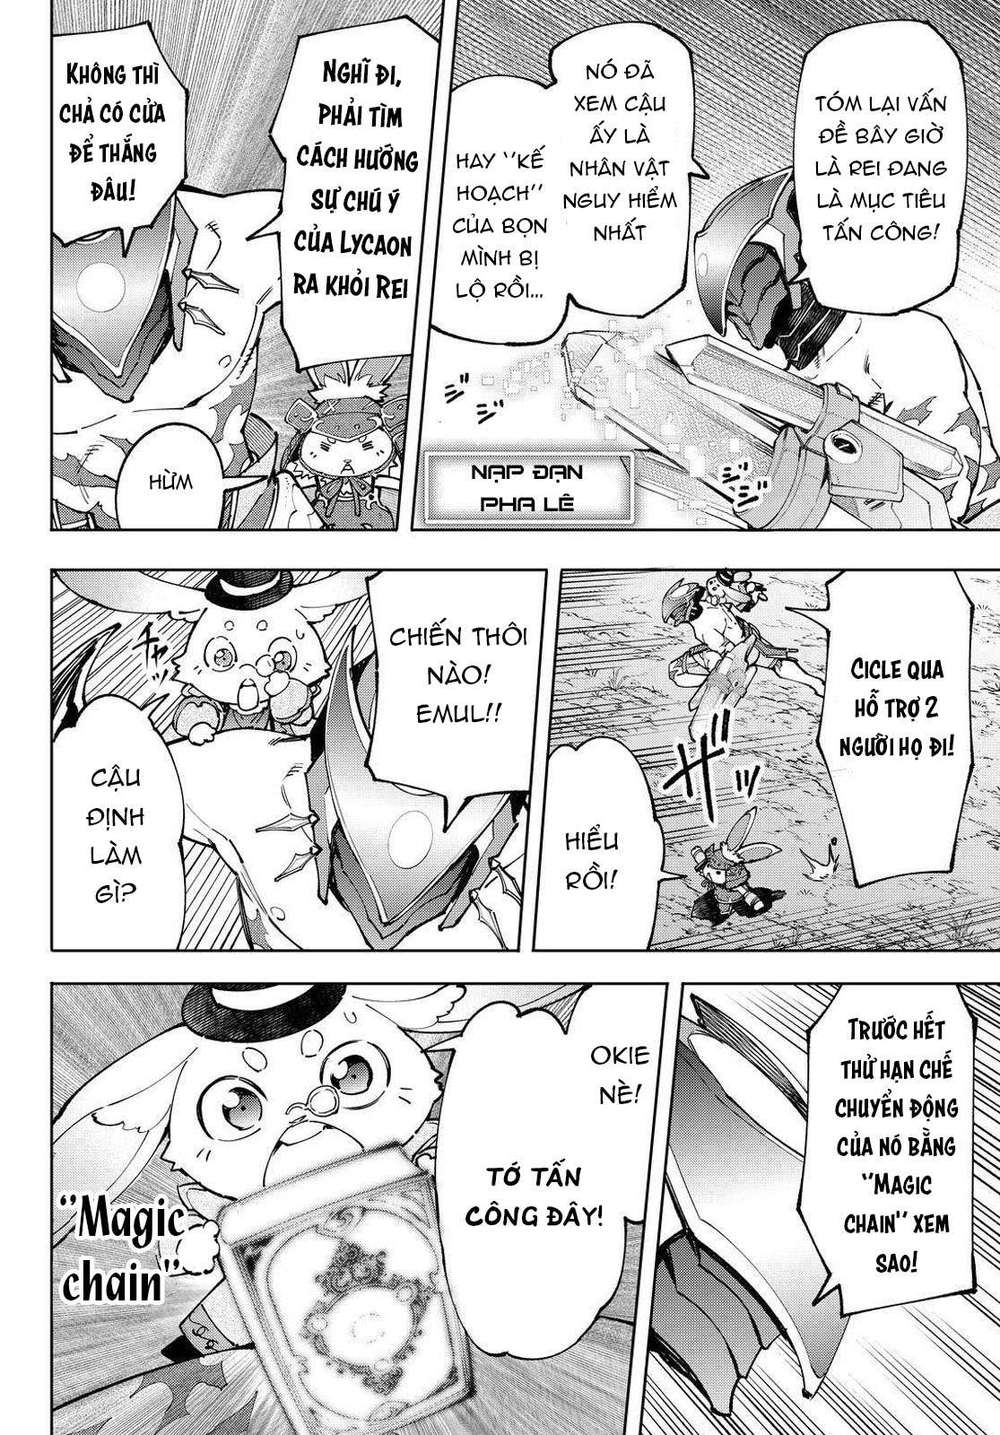 TÓM LẠI VẤN
ĐỀ BÂY GIỜ
LÀ REI ĐANG
LÀ MỤC TIÊU
TẤN CÔNG!
NÓ ĐÃ
XEM CẬU
ẤY LÀ
NHÂN VẬT
NGUY HIỂM
NHẤT
HAY "KẾ
HOẠCH"
CỦA BỌN
MÌNH BỊ
LỘ RỒI...
NẠP ĐẠN
PHA LÊ
NGHĨ ĐI,
PHẢI TÌM
CÁCH HƯỚNG
SỰ CHÚ Ý
CỦA LYCAON
RA KHỎI REI
KHÔNG THÌ
CHẢ CÓ CỬA
ĐỂ THẮNG
ĐÂU!
HỪM
CICLE QUA
HỖ TRỢ 2
NGƯỜI HỌ ĐI!
HIỂU
RỒI!
CHIẾN THÔI
NÀO!
EMUL!!
CẬU
ĐỊNH
LÀM
GÌ?
TRƯỚC HẾT
THỬ HẠN CHẾ
CHUYỂN ĐỘNG
CỦA NÓ BẰNG
"MAGIC
CHAIN" XEM
SAO!
OKIE
NÈ!
TỚ TẤN
CÔNG ĐÂY!
"Magic
chain"